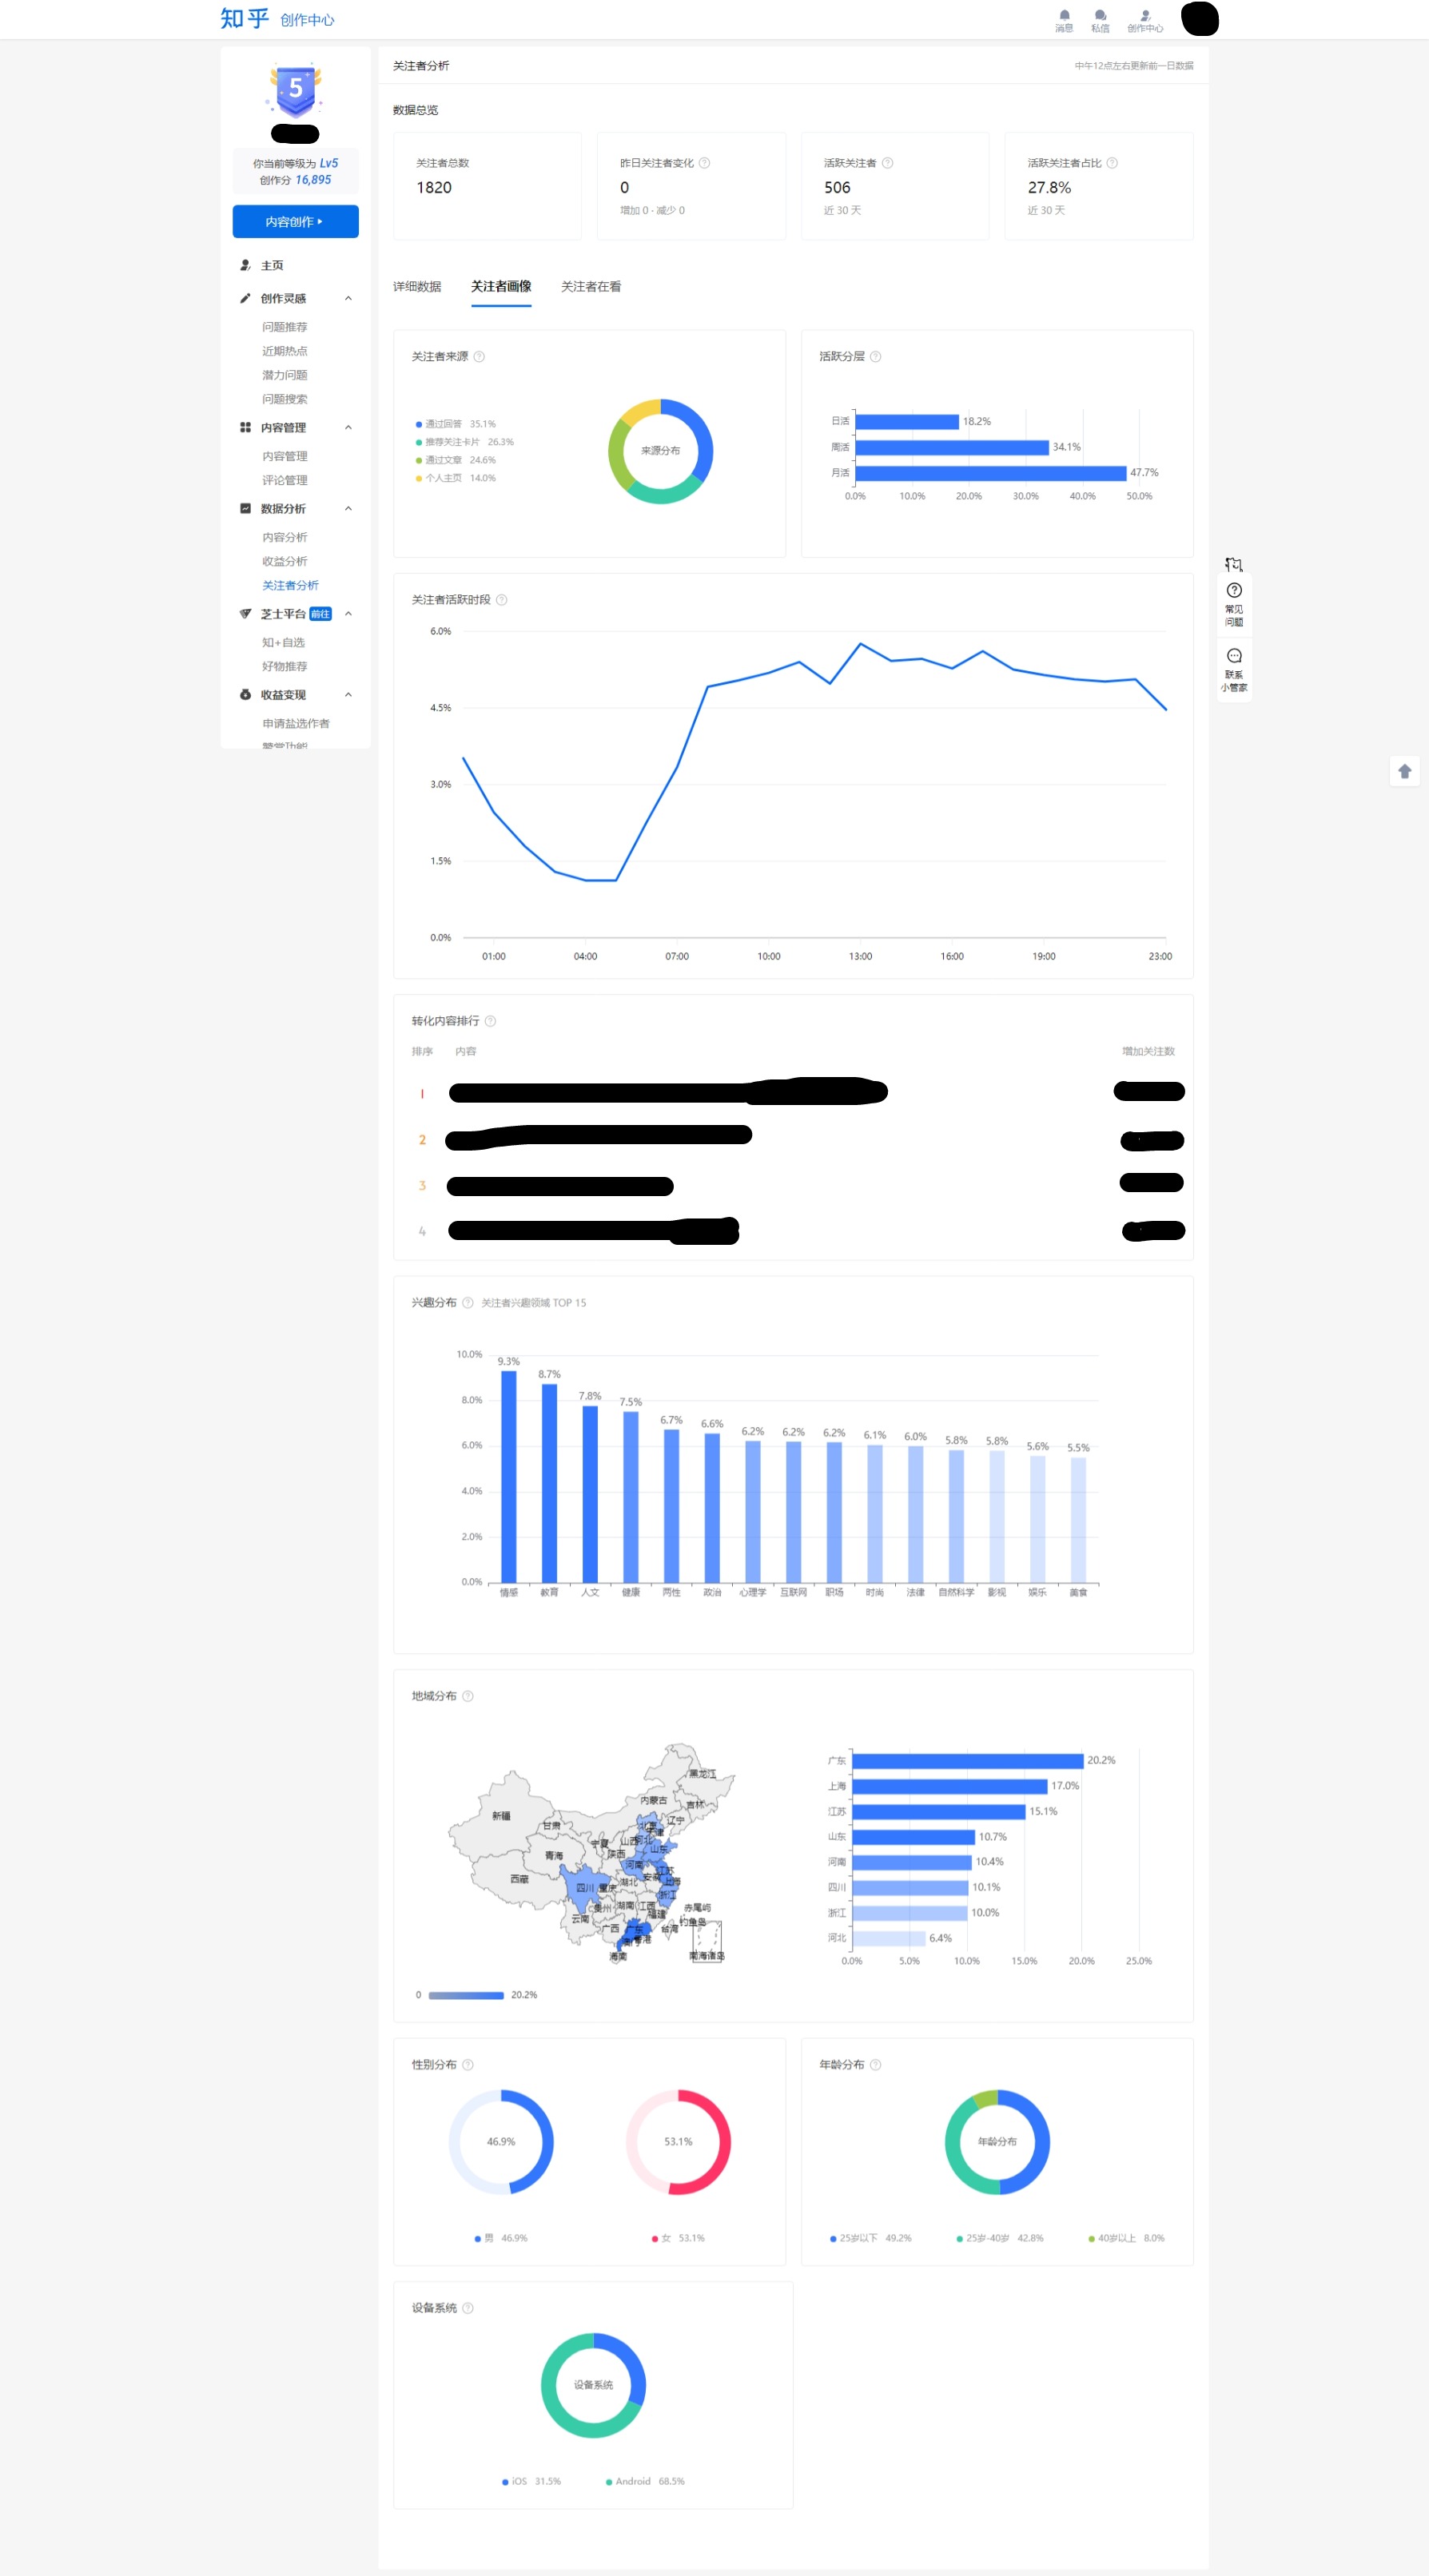 知乎 创作中心
消息 私信 创作中心
5
你当前等级为 Lv5
创作分 16,895
内容创作
主页
创作灵感
问题推荐
近期热点
潜力问题
问题搜索
内容管理
内容管理
评论管理
数据分析
内容分析
收益分析
关注者分析
芝士平台 前往
知+自选
好物推荐
收益变现
申请盐选作者
赞赏功能
关注者分析 中午12点左右更新前一日数据
数据总览
关注者总数
1820
昨日关注者变化
0
增加 0 · 减少 0
活跃关注者
506
近 30 天
活跃关注者占比
27.8%
近 30 天
详细数据 关注者画像 关注者在看
关注者来源
通过回答 35.1%
推荐关注卡片 26.3%
通过文章 24.6%
个人主页 14.0%
来源分布
活跃分层
日活 18.2%
周活 34.1%
月活 47.7%
0.0% 10.0% 20.0% 30.0% 40.0% 50.0%
常见
问题
联系
小管家
关注者活跃时段
6.0%
4.5%
3.0%
1.5%
0.0%
01:00 04:00 07:00 10:00 13:00 16:00 19:00 23:00
转化内容排行
排序 内容 增加关注数
1
2
3
4
兴趣分布 关注者兴趣领域 TOP 15
10.0%
8.0%
6.0%
4.0%
2.0%
0.0%
9.3% 8.7% 7.8% 7.5% 6.7% 6.6% 6.2% 6.2% 6.2% 6.1% 6.0% 5.8% 5.8% 5.6% 5.5%
情感 教育 人文 健康 两性 政治 心理学 互联网 职场 时尚 法律 自然科学 影视 娱乐 美食
地域分布
黑龙江
内蒙古 吉林
新疆 辽宁
甘肃 北京 天津
宁夏 山西 河北
青海 陕西 山东
西藏 河南 江苏
安徽 上海
四川 重庆 湖北 浙江
贵州 湖南 江西 赤尾屿
云南 福建 钓鱼岛
广西 广东 台湾
香港
海南 南海诸岛
0 20.2%
广东 20.2%
上海 17.0%
江苏 15.1%
山东 10.7%
河南 10.4%
四川 10.1%
浙江 10.0%
河北 6.4%
0.0% 5.0% 10.0% 15.0% 20.0% 25.0%
性别分布
46.9% 53.1%
男 46.9% 女 53.1%
年龄分布
年龄分布
25岁以下 49.2% 25岁-40岁 42.8% 40岁以上 8.0%
设备系统
设备系统
iOS 31.5% Android 68.5%